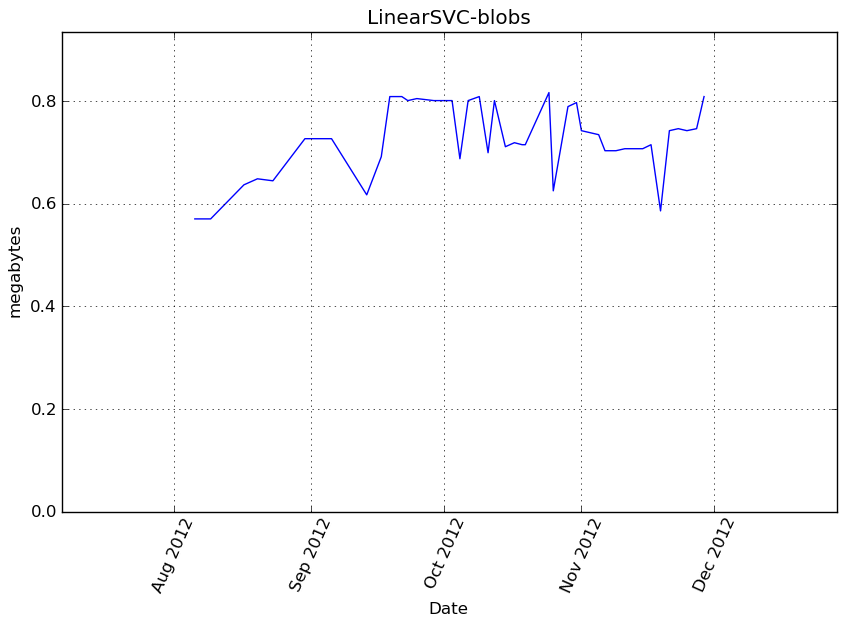 LinearSVC-blobs
0.8
0.6
0.4
0.2
0.0
megabytes
Aug 2012
Sep 2012
Oct 2012
Nov 2012
Dec 2012
Date